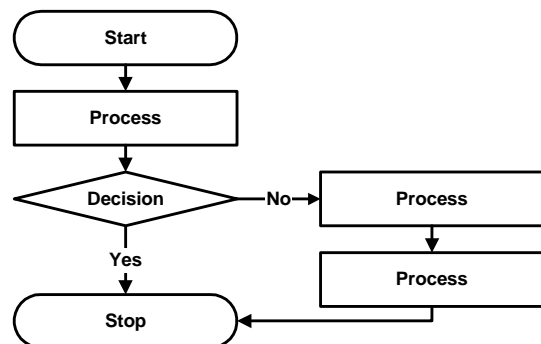 Start
Process
Decision
No
Process
Yes
Process
Stop